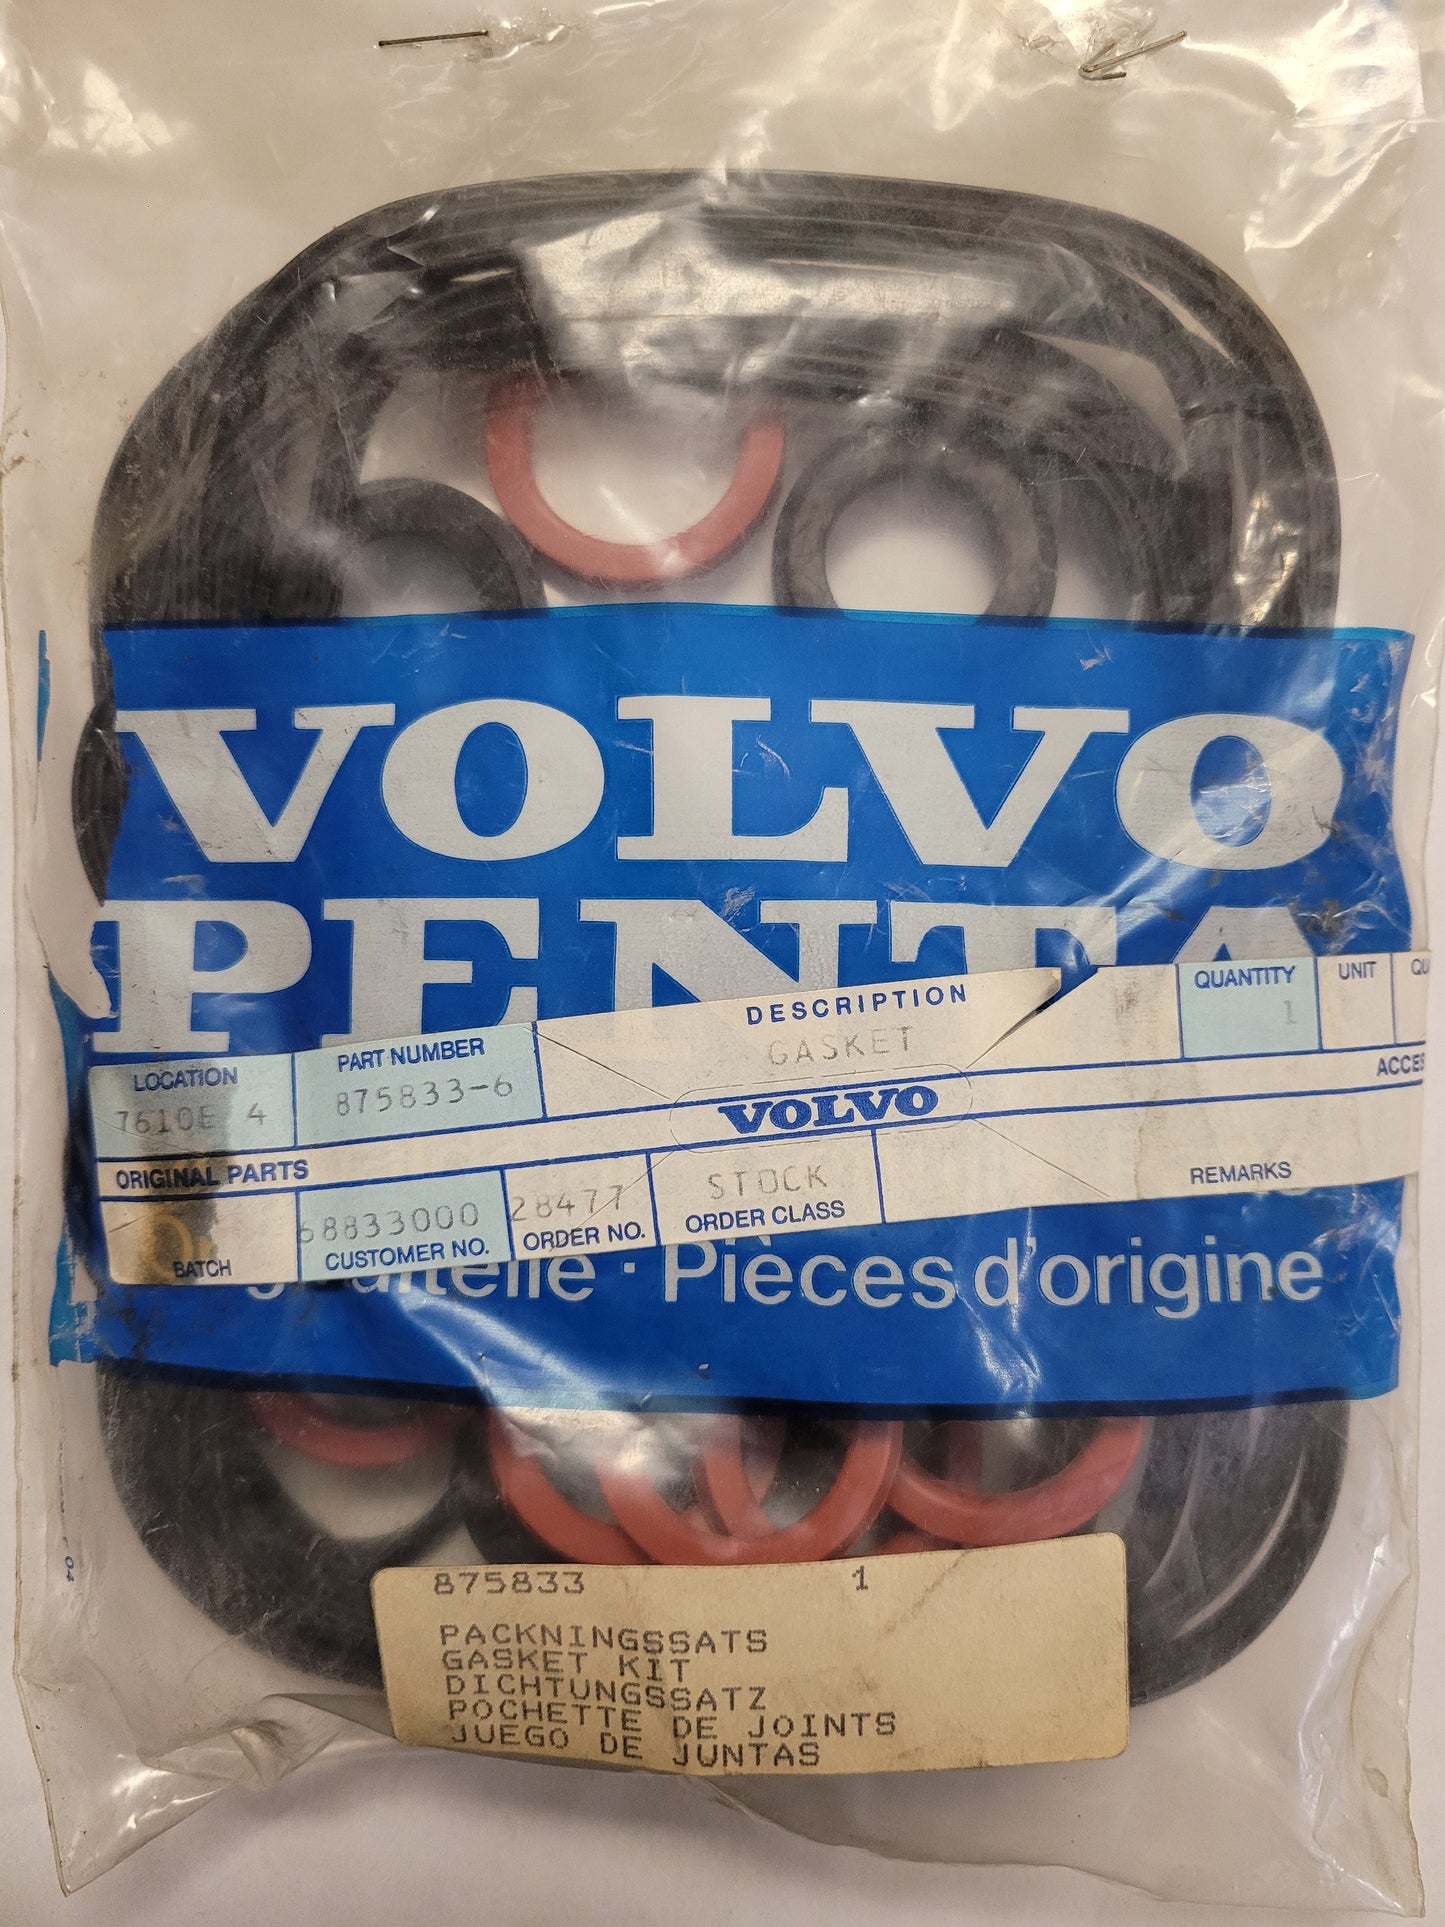 VOLVO
PENTA
DESCRIPTION QUANTITY UNIT
GASKET 1
LOCATION PART NUMBER
7610E 4 875833-6
VOLVO
ORIGINAL PARTS
68833000 28477 STOCK REMARKS
BATCH CUSTOMER NO. ORDER NO. ORDER CLASS
· Pièces d'origine
875833 1
PACKNINGSSATS
GASKET KIT
DICHTUNGSSATZ
POCHETTE DE JOINTS
JUEGO DE JUNTAS